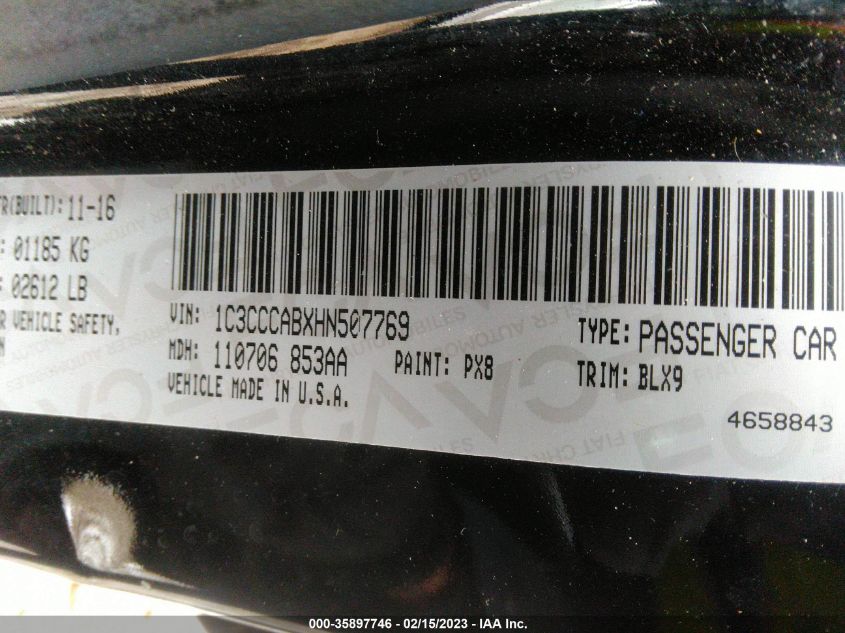 TR(BUILT): 11-16
: 01185 KG
: 02612 LB
R VEHICLE SAFETY,
N
VIN: 1C3CCCABXHN507769
MDH: 110706 853AA
PAINT: PX8
VEHICLE MADE IN U.S.A.
TYPE: PASSENGER CAR
TRIM: BLX9
4658843
000-35897746 - 02/15/2023 - IAA Inc.